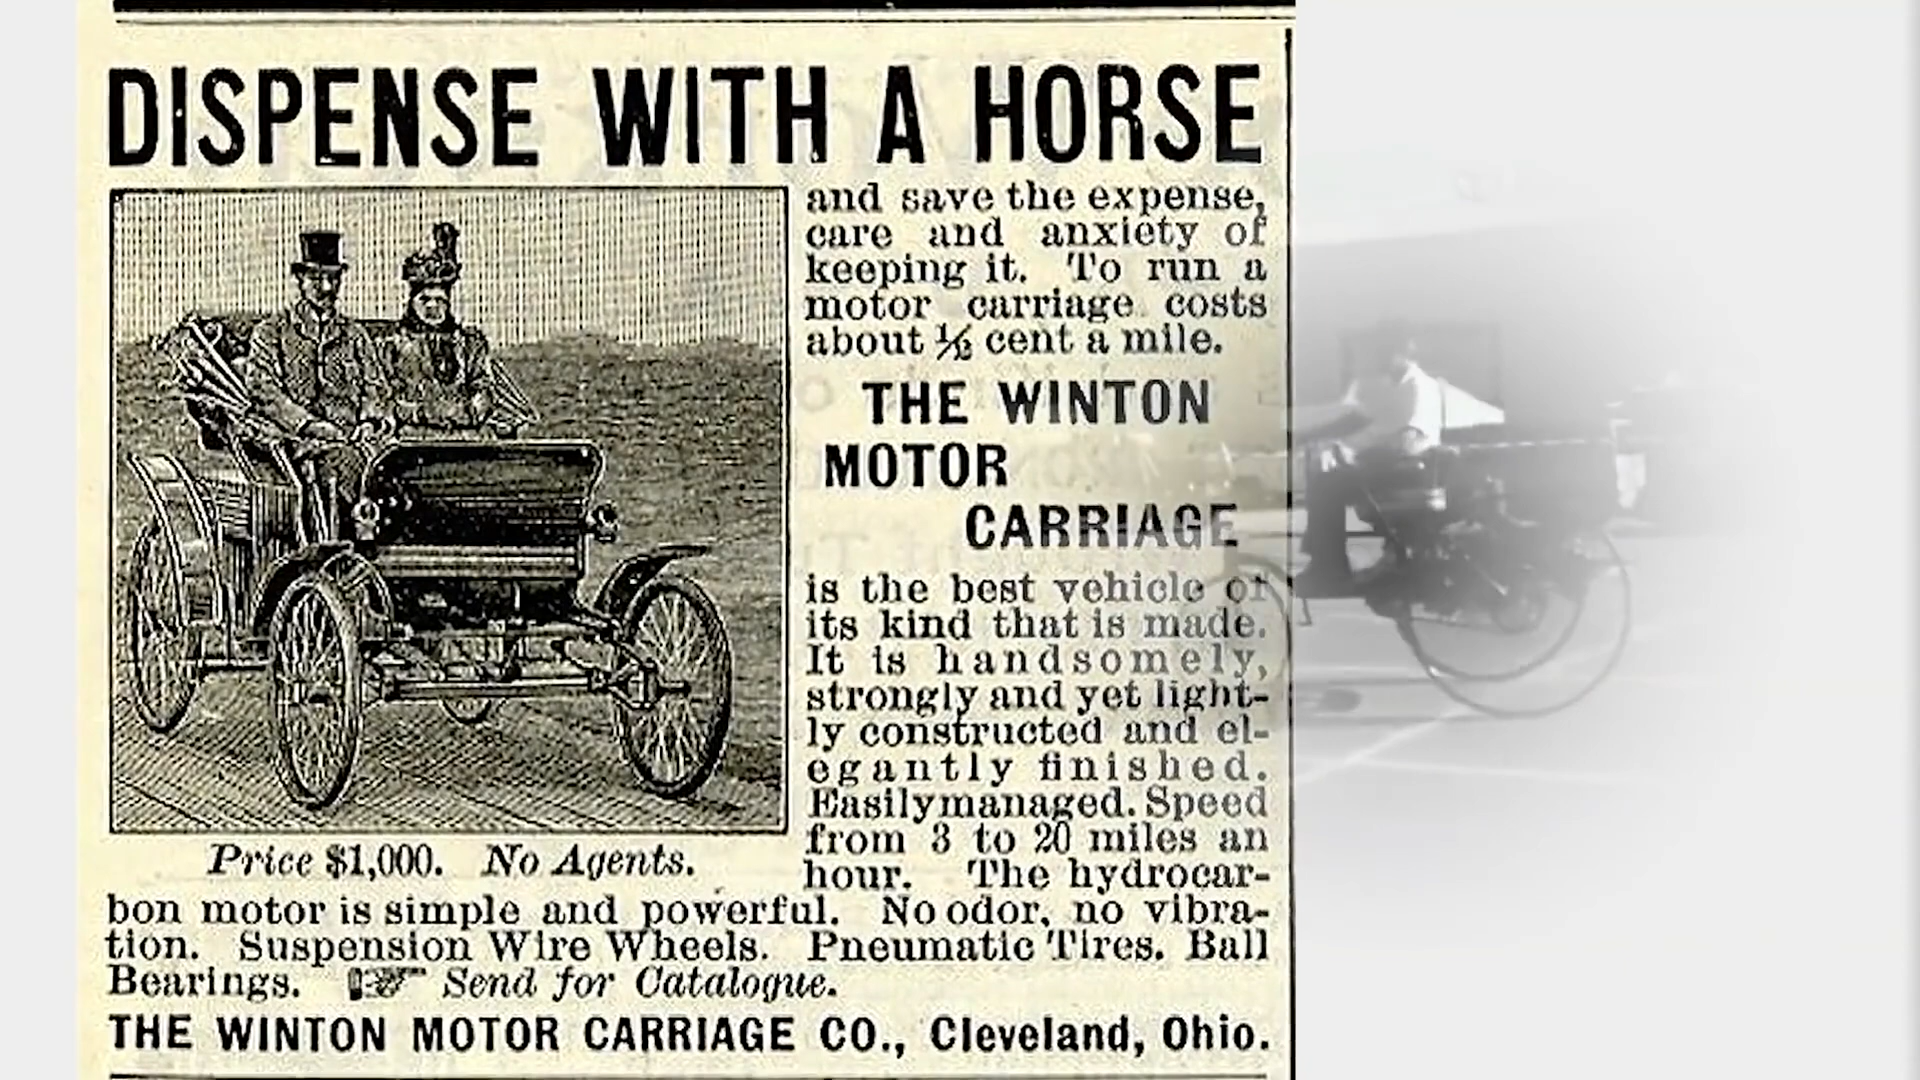 DISPENSE WITH A HORSE
and save the expense,
care and anxiety of
keeping it. To run a
motor carriage costs
about ½ cent a mile.
THE WINTON
MOTOR
CARRIAGE
is the best vehicle of
its kind that is made.
It is handsomely,
strongly and yet light-
ly constructed and el-
egantly finished.
Easily managed. Speed
from 3 to 20 miles an
hour. The hydrocar-
Price $1,000. No Agents.
bon motor is simple and powerful. No odor, no vibra-
tion. Suspension Wire Wheels. Pneumatic Tires. Ball
Bearings. ☞ Send for Catalogue.
THE WINTON MOTOR CARRIAGE CO., Cleveland, Ohio.